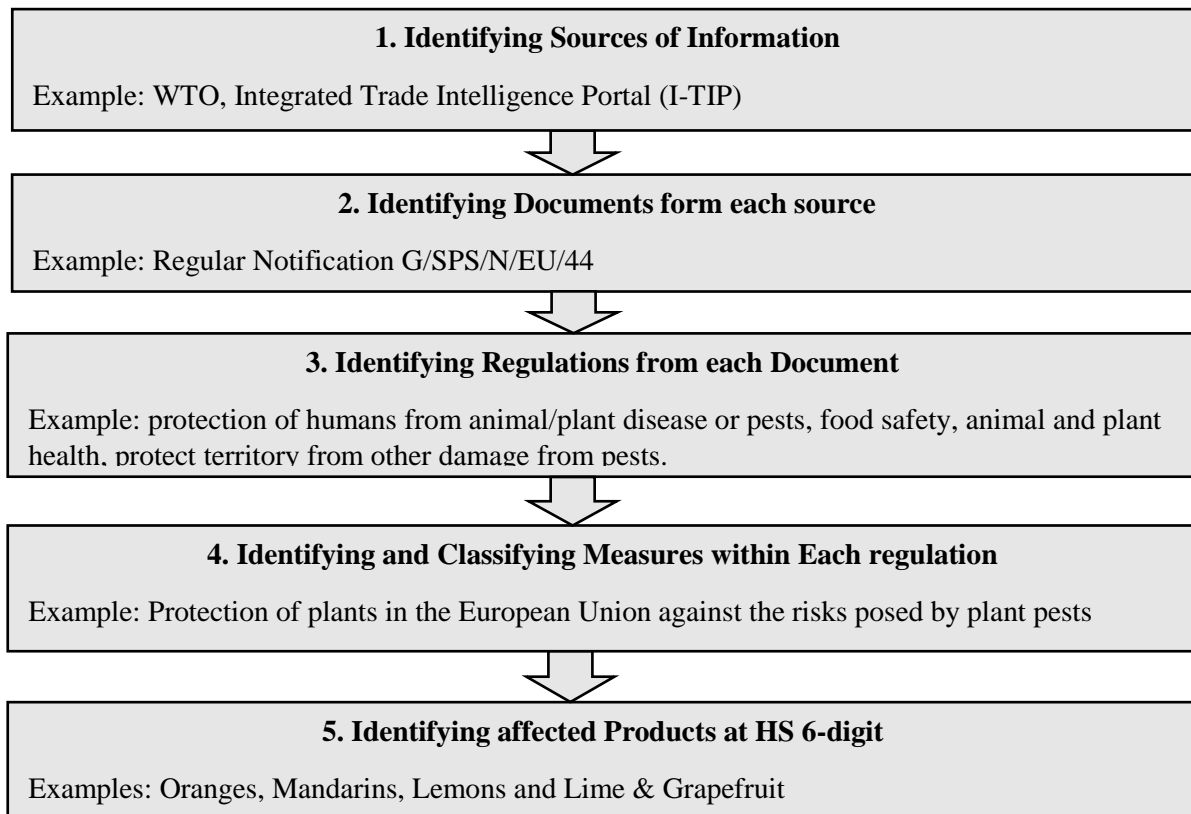 1. Identifying Sources of Information
Example: WTO, Integrated Trade Intelligence Portal (I-TIP)
2. Identifying Documents form each source
Example: Regular Notification G/SPS/N/EU/44
3. Identifying Regulations from each Document
Example: protection of humans from animal/plant disease or pests, food safety, animal and plant
health, protect territory from other damage from pests.
4. Identifying and Classifying Measures within Each regulation
Example: Protection of plants in the European Union against the risks posed by plant pests
5. Identifying affected Products at HS 6-digit
Examples: Oranges, Mandarins, Lemons and Lime & Grapefruit